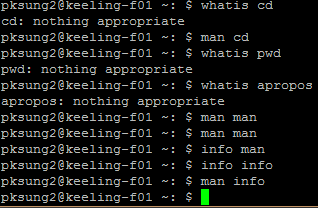 pksung2@keeling-f01 ~: $ whatis cd
cd: nothing appropriate
pksung2@keeling-f01 ~: $ man cd
pksung2@keeling-f01 ~: $ whatis pwd
pwd: nothing appropriate
pksung2@keeling-f01 ~: $ whatis apropos
apropos: nothing appropriate
pksung2@keeling-f01 ~: $ man man
pksung2@keeling-f01 ~: $ man man
pksung2@keeling-f01 ~: $ info man
pksung2@keeling-f01 ~: $ info info
pksung2@keeling-f01 ~: $ man info
pksung2@keeling-f01 ~: $